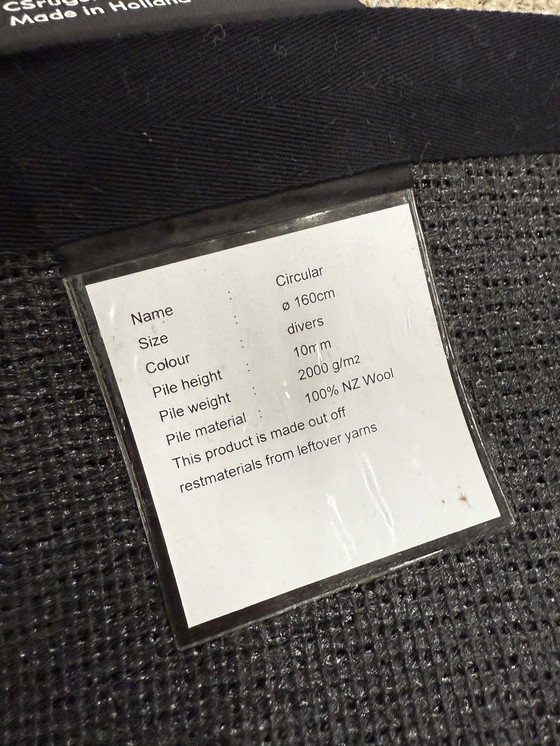 CSrugs
Made in Holland
Name : Circular
Size : ø 160cm
Colour : divers
Pile height : 10mm
Pile weight : 2000 g/m2
Pile material : 100% NZ Wool
This product is made out off
restmaterials from leftover yarns